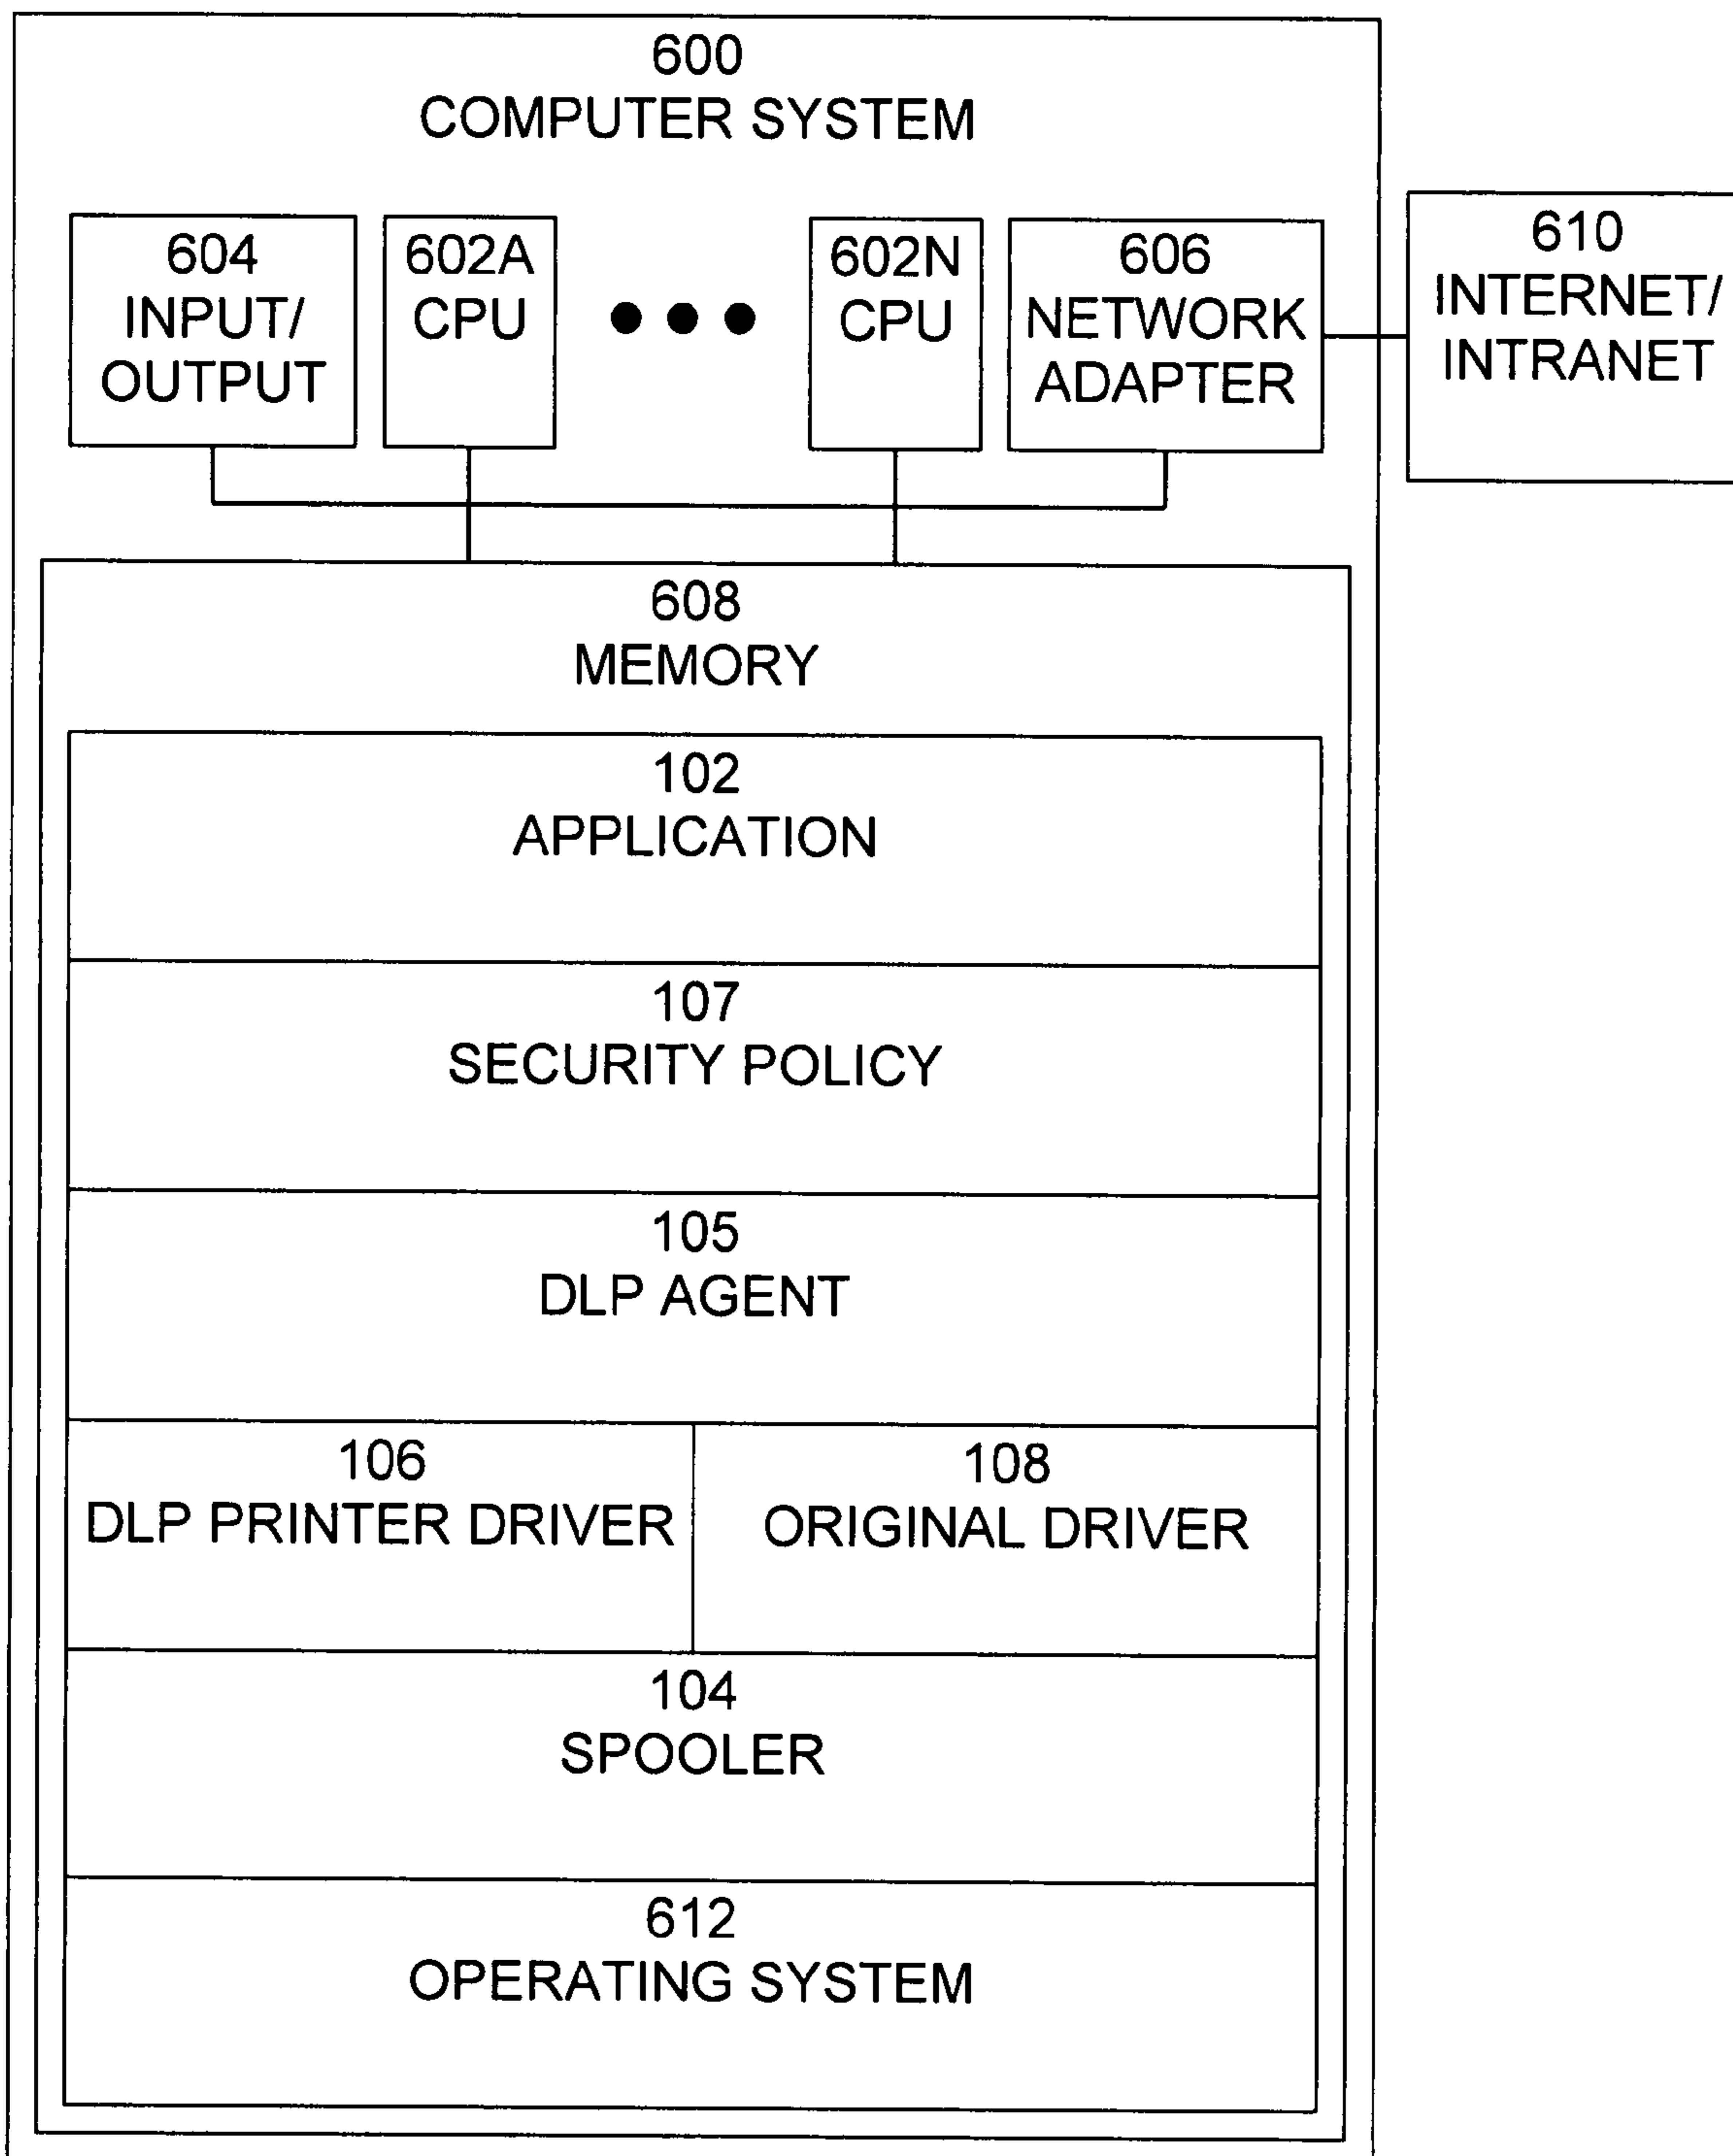 600
COMPUTER SYSTEM
604
INPUT/
OUTPUT
602A
CPU
602N
CPU
606
NETWORK
ADAPTER
610
INTERNET/
INTRANET
608
MEMORY
102
APPLICATION
107
SECURITY POLICY
105
DLP AGENT
106
DLP PRINTER DRIVER
108
ORIGINAL DRIVER
104
SPOOLER
612
OPERATING SYSTEM